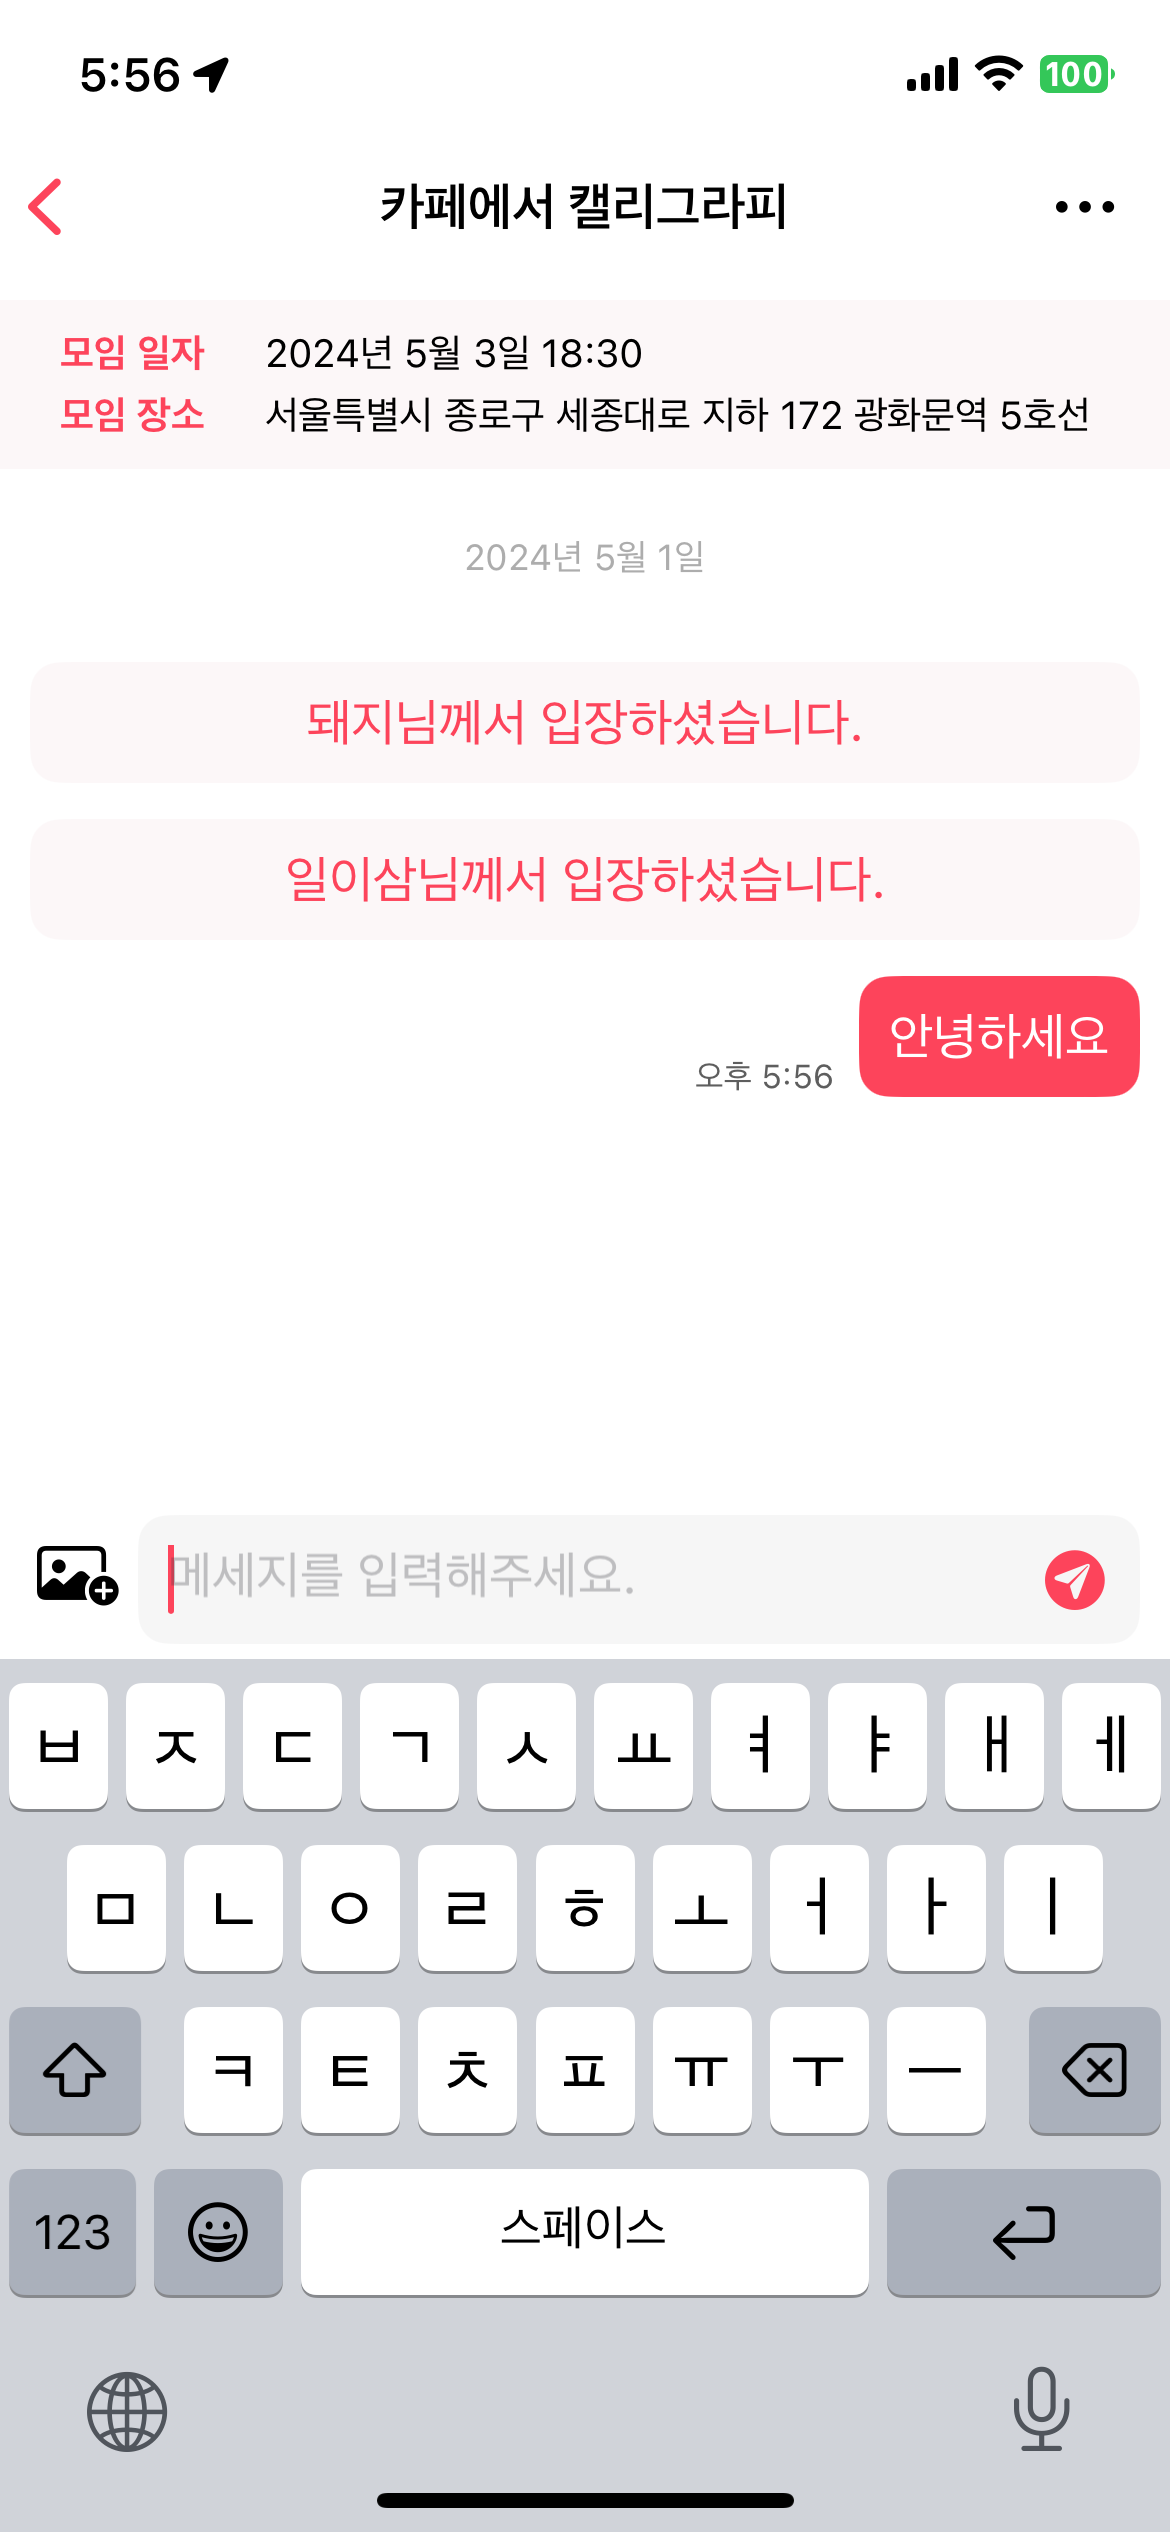 5:56
100
카페에서 캘리그라피
모임 일자 2024년 5월 3일 18:30
모임 장소 서울특별시 종로구 세종대로 지하 172 광화문역 5호선
2024년 5월 1일
돼지님께서 입장하셨습니다.
일이삼님께서 입장하셨습니다.
안녕하세요
오후 5:56
메세지를 입력해주세요.
ㅂ ㅈ ㄷ ㄱ ㅅ ㅛ ㅕ ㅑ ㅐ ㅔ
ㅁ ㄴ ㅇ ㄹ ㅎ ㅗ ㅓ ㅏ ㅣ
ㅋ ㅌ ㅊ ㅍ ㅠ ㅜ ㅡ
123 스페이스